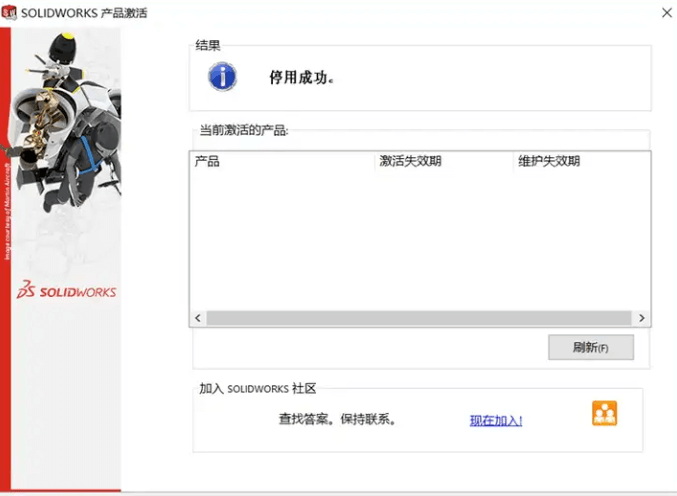 SOLIDWORKS 产品激活
结果
停用成功。
当前激活的产品:
产品 激活失效期 维护失效期
刷新(F)
加入 SOLIDWORKS 社区
查找答案。保持联系。 现在加入!
Image courtesy of Martin Aircraft
SOLIDWORKS